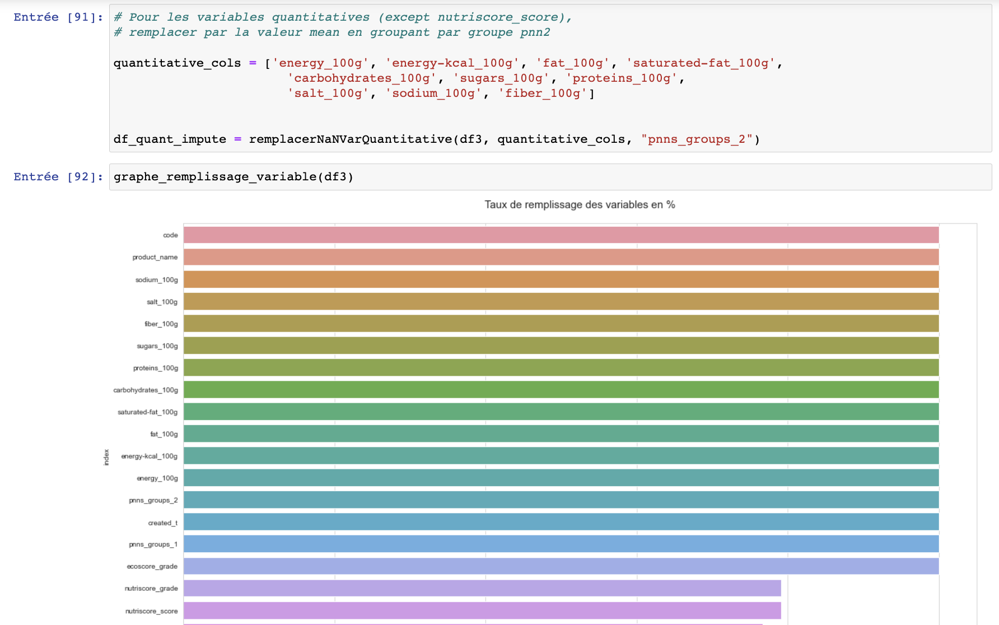 Entrée [91]:
# Pour les variables quantitatives (except nutriscore_score),
# remplacer par la valeur mean en groupant par groupe pnn2
quantitative_cols = ['energy_100g', 'energy-kcal_100g', 'fat_100g', 'saturated-fat_100g',
'carbohydrates_100g', 'sugars_100g', 'proteins_100g',
'salt_100g', 'sodium_100g', 'fiber_100g']
df_quant_impute = remplacerNaNVarQuantitative(df3, quantitative_cols, "pnns_groups_2")
Entrée [92]:
graphe_remplissage_variable(df3)
Taux de remplissage des variables en %
code
product_name
sodium_100g
salt_100g
fiber_100g
sugars_100g
proteins_100g
carbohydrates_100g
saturated-fat_100g
fat_100g
index
energy-kcal_100g
energy_100g
pnns_groups_2
created_t
pnns_groups_1
ecoscore_grade
nutriscore_grade
nutriscore_score